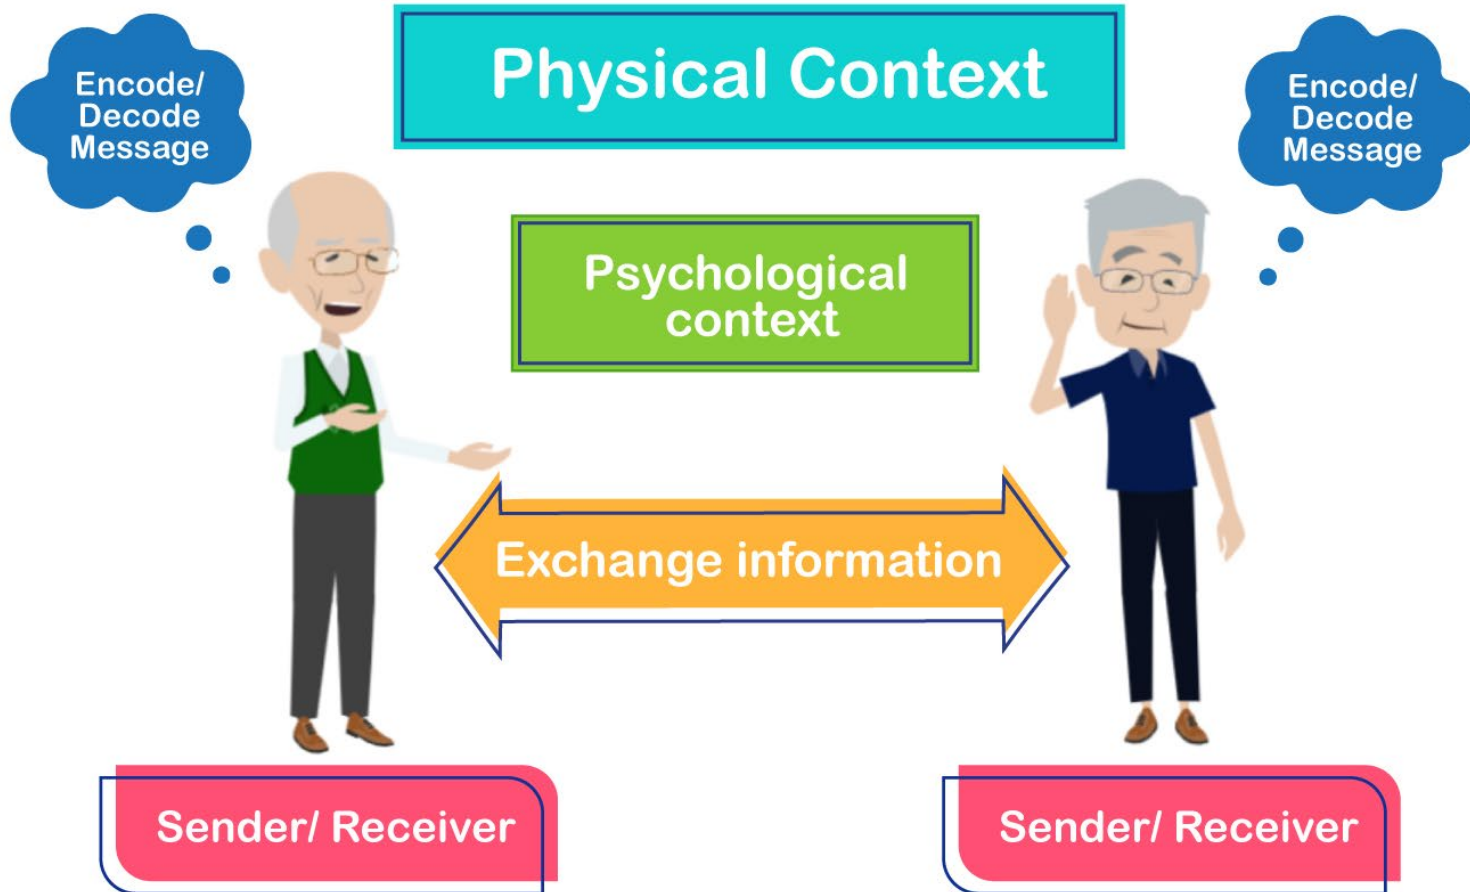 Physical Context
Encode/
Decode
Message
Encode/
Decode
Message
Psychological
context
Exchange information
Sender/ Receiver
Sender/ Receiver